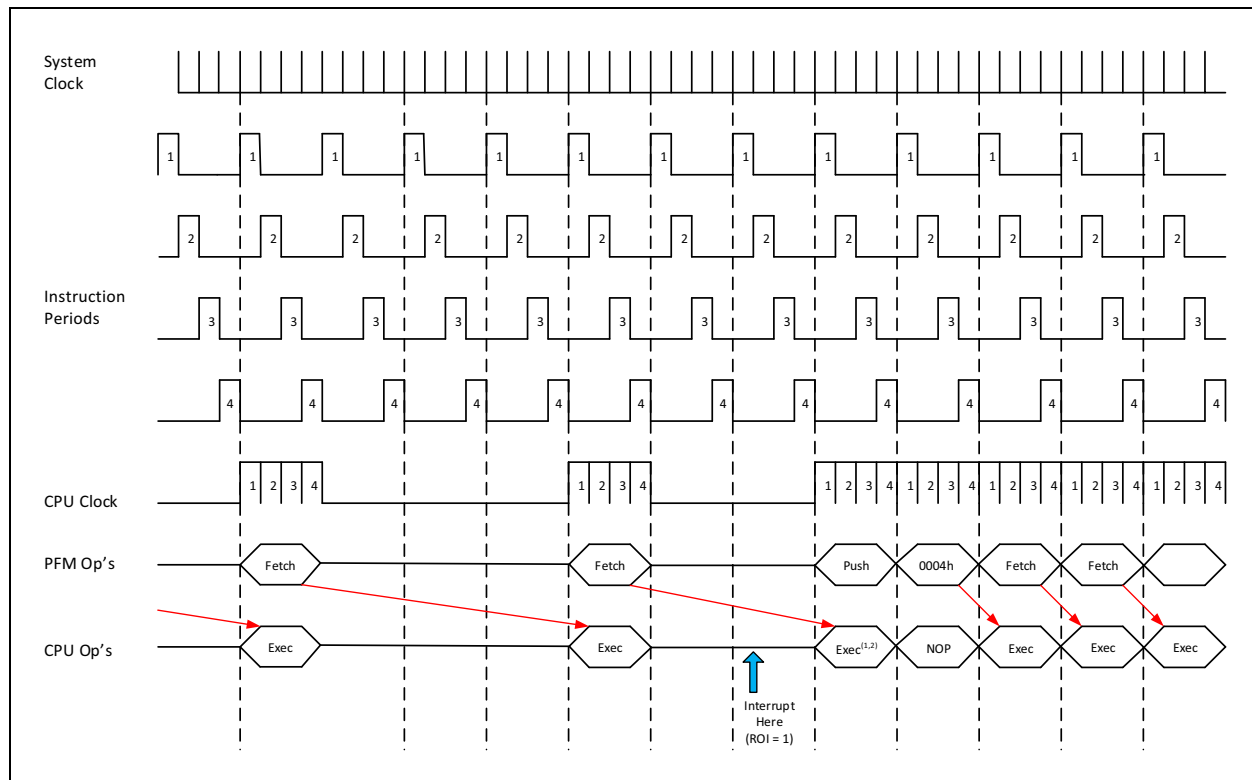 System
Clock
1 1 1 1 1 1 1 1 1 1 1 1 1
2 2 2 2 2 2 2 2 2 2 2 2 2
Instruction
Periods
3 3 3 3 3 3 3 3 3 3 3 3 3
4 4 4 4 4 4 4 4 4 4 4 4 4
CPU Clock
1 2 3 4 1 2 3 4 1 2 3 4 1 2 3 4 1 2 3 4 1 2 3 4 1 2 3 4
PFM Op's Fetch Fetch Push 0004h Fetch Fetch
CPU Op's Exec Exec Exec(1,2) NOP Exec Exec Exec
Interrupt
Here
(ROI = 1)